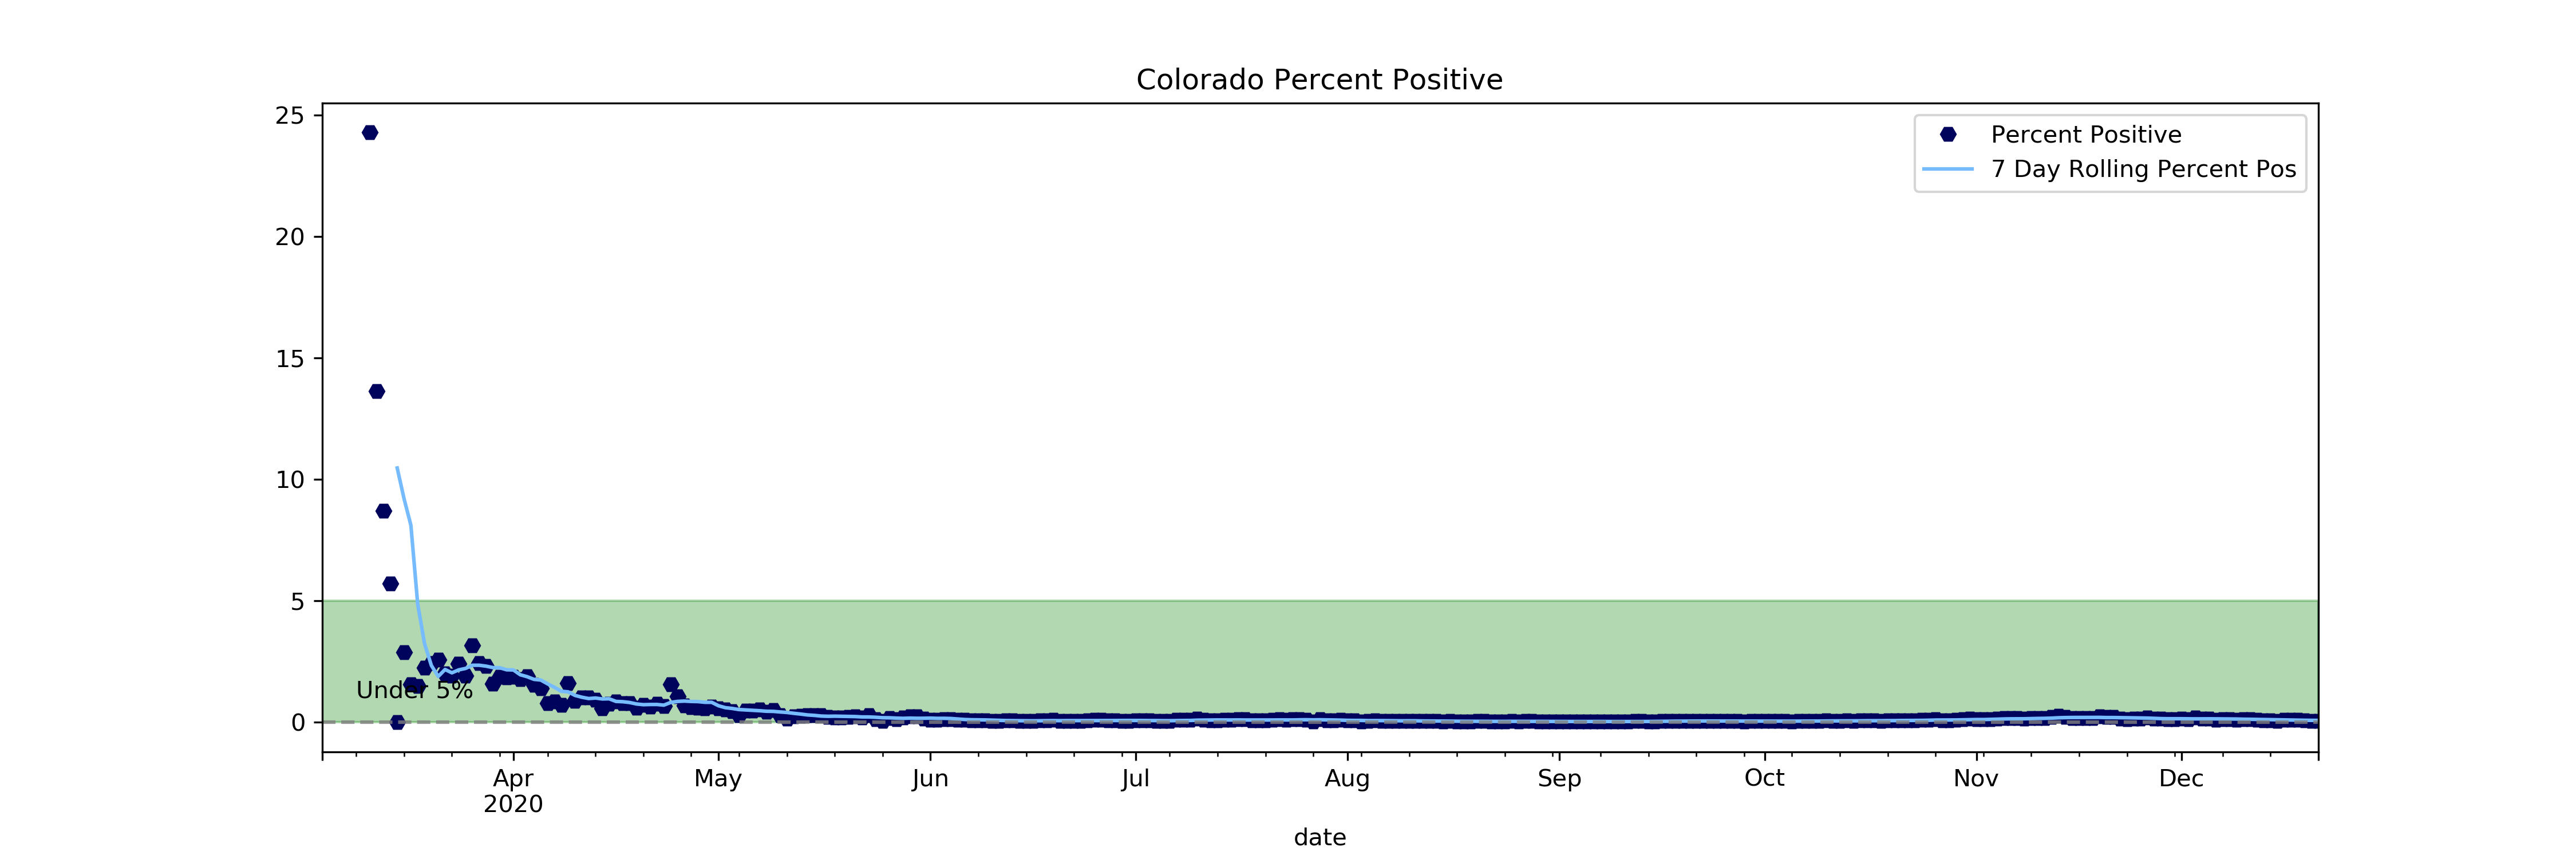 Colorado Percent Positive
25
20
15
10
5
0
Percent Positive
7 Day Rolling Percent Pos
Under 5%
Apr
2020
May
Jun
Jul
Aug
Sep
Oct
Nov
Dec
date